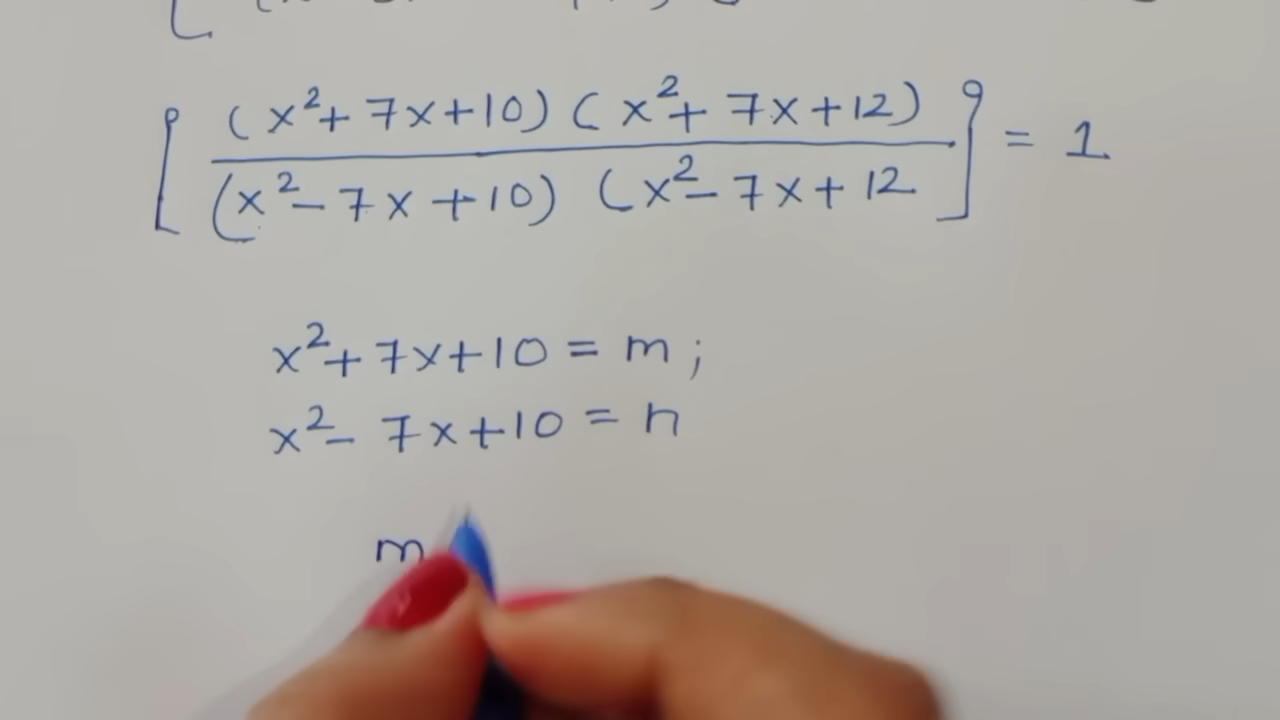 [ (x²+ 7x+10) ( x²+ 7x+12)
(x²- 7x +10) (x²- 7x+ 12 ] = 1
x²+ 7x+10 = m ;
x²- 7x+10 = n
m